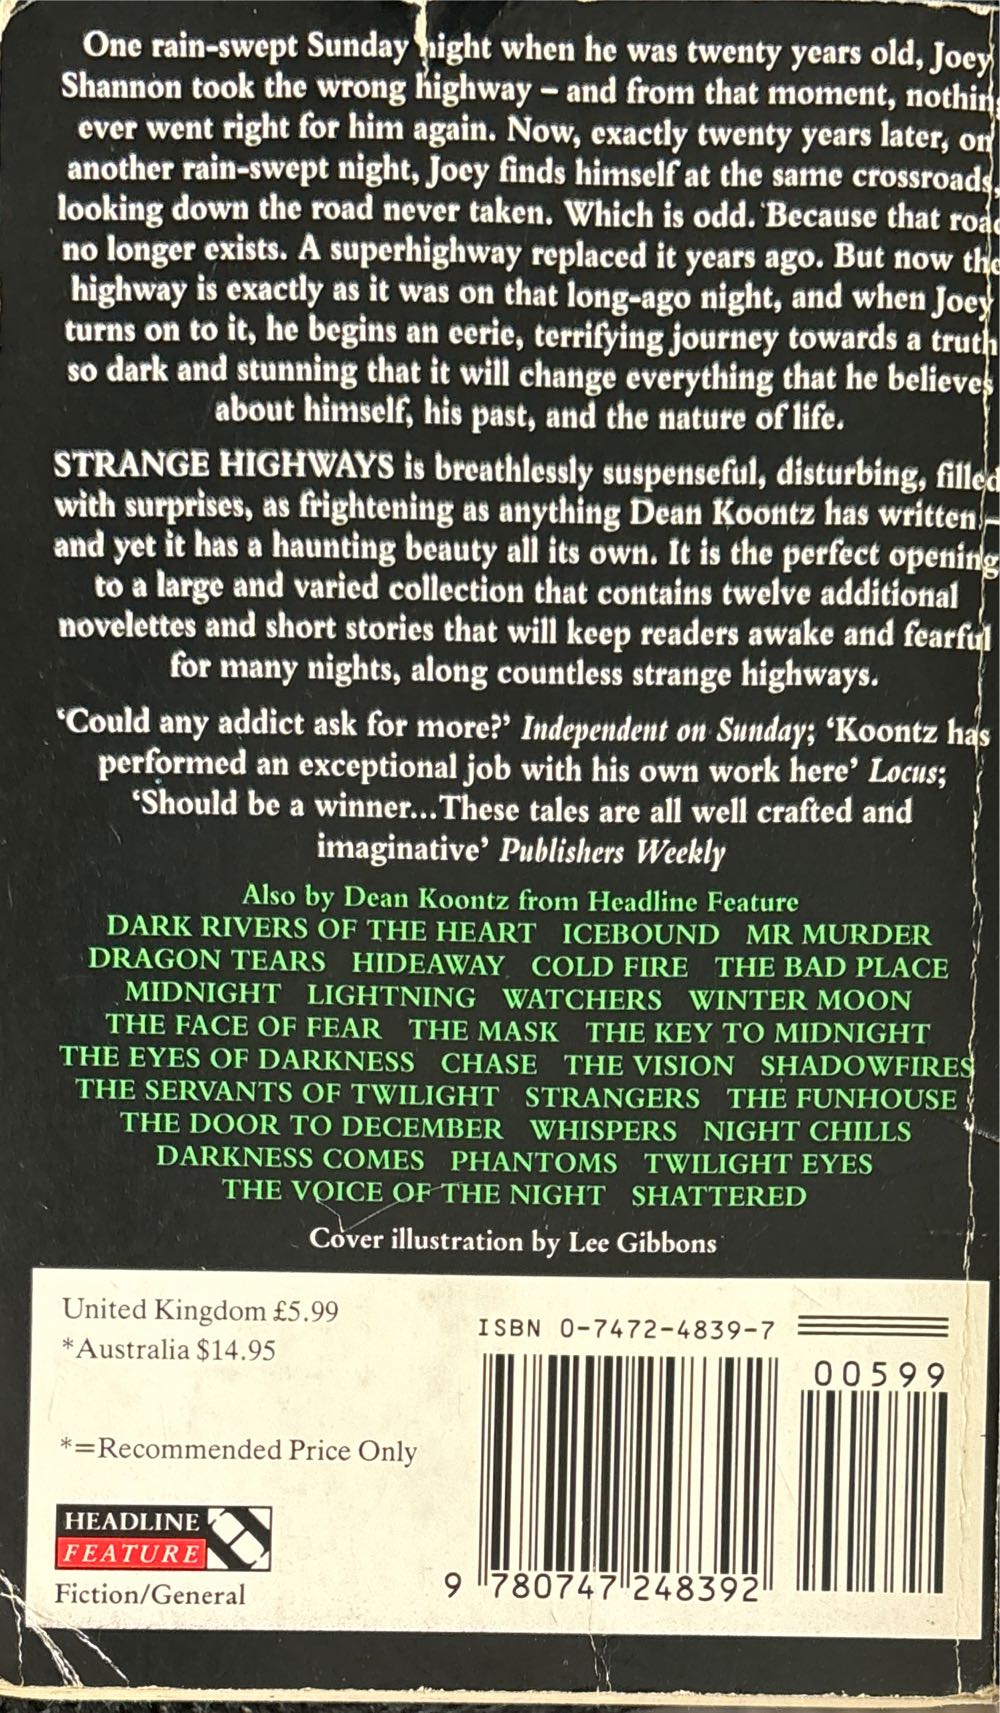 One rain-swept Sunday night when he was twenty years old, Joey
Shannon took the wrong highway – and from that moment, nothing
ever went right for him again. Now, exactly twenty years later, on
another rain-swept night, Joey finds himself at the same crossroads,
looking down the road never taken. Which is odd. Because that road
no longer exists. A superhighway replaced it years ago. But now the
highway is exactly as it was on that long-ago night, and when Joey
turns on to it, he begins an eerie, terrifying journey towards a truth
so dark and stunning that it will change everything that he believes
about himself, his past, and the nature of life.
STRANGE HIGHWAYS is breathlessly suspenseful, disturbing, filled
with surprises, as frightening as anything Dean Koontz has written –
and yet it has a haunting beauty all its own. It is the perfect opening
to a large and varied collection that contains twelve additional
novelettes and short stories that will keep readers awake and fearful
for many nights, along countless strange highways.
‘Could any addict ask for more?’ Independent on Sunday; ‘Koontz has
performed an exceptional job with his own work here’ Locus;
‘Should be a winner...These tales are all well crafted and
imaginative’ Publishers Weekly
Also by Dean Koontz from Headline Feature
DARK RIVERS OF THE HEART ICEBOUND MR MURDER
DRAGON TEARS HIDEAWAY COLD FIRE THE BAD PLACE
MIDNIGHT LIGHTNING WATCHERS WINTER MOON
THE FACE OF FEAR THE MASK THE KEY TO MIDNIGHT
THE EYES OF DARKNESS CHASE THE VISION SHADOWFIRES
THE SERVANTS OF TWILIGHT STRANGERS THE FUNHOUSE
THE DOOR TO DECEMBER WHISPERS NIGHT CHILLS
DARKNESS COMES PHANTOMS TWILIGHT EYES
THE VOICE OF THE NIGHT SHATTERED
Cover illustration by Lee Gibbons
United Kingdom £5.99
*Australia $14.95
*=Recommended Price Only
HEADLINE
FEATURE
Fiction/General
ISBN 0-7472-4839-7
00599
9 780747 248392